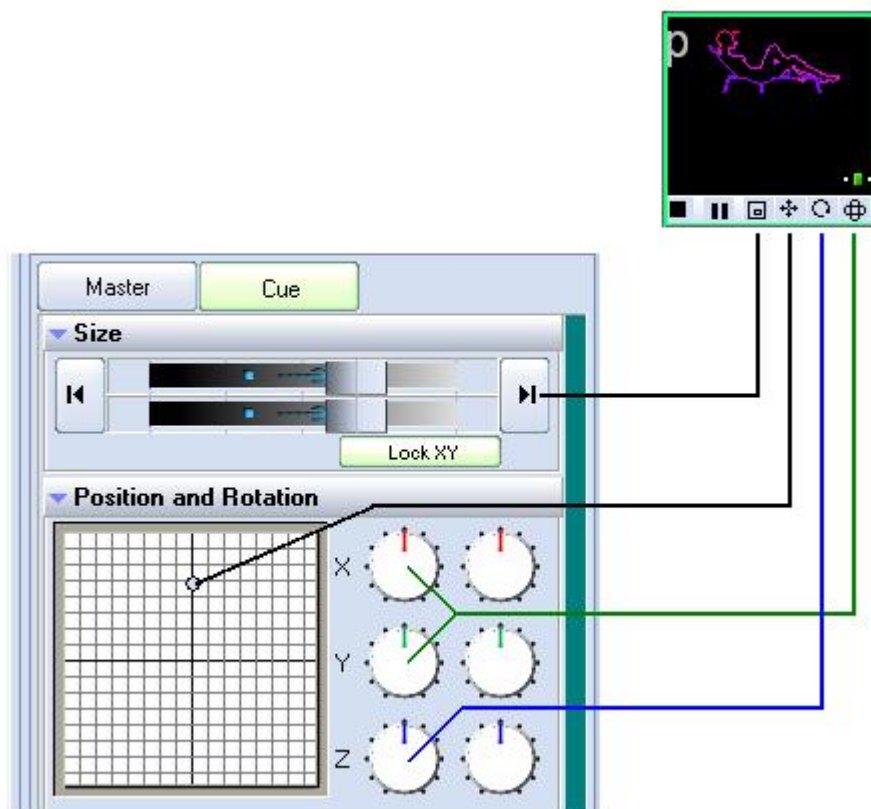 p
Master
Cue
Size
Lock XY
Position and Rotation
X
Y
Z